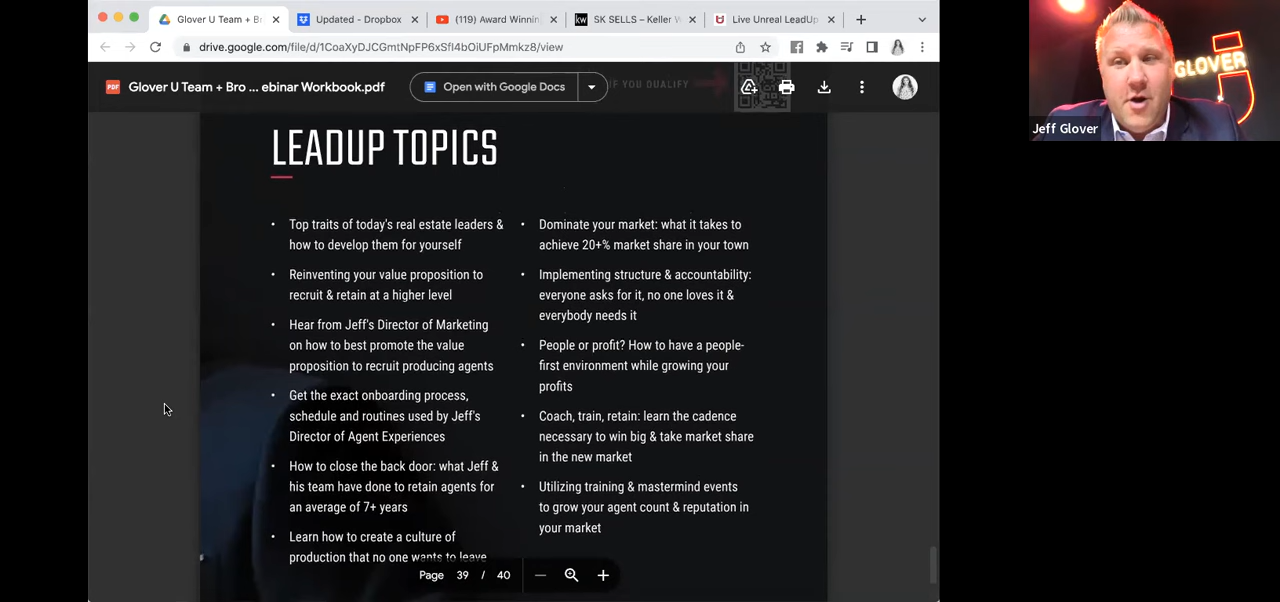 Glover U Team + Br
Updated - Dropbox
(119) Award Winnin
kw
SK SELLS – Keller W
Live Unreal LeadUp
drive.google.com/file/d/1CoaXyDJCGmtNpFP6xSfI4bOiUFpMmkz8/view
PDF
Glover U Team + Bro ... ebinar Workbook.pdf
Open with Google Docs
IF YOU QUALIFY
GLOVER
Jeff Glover
LEADUP TOPICS
• Top traits of today's real estate leaders &
how to develop them for yourself
• Reinventing your value proposition to
recruit & retain at a higher level
• Hear from Jeff's Director of Marketing
on how to best promote the value
proposition to recruit producing agents
• Get the exact onboarding process,
schedule and routines used by Jeff's
Director of Agent Experiences
• How to close the back door: what Jeff &
his team have done to retain agents for
an average of 7+ years
• Learn how to create a culture of
production that no one wants to leave
• Dominate your market: what it takes to
achieve 20+% market share in your town
• Implementing structure & accountability:
everyone asks for it, no one loves it &
everybody needs it
• People or profit? How to have a people-
first environment while growing your
profits
• Coach, train, retain: learn the cadence
necessary to win big & take market share
in the new market
• Utilizing training & mastermind events
to grow your agent count & reputation in
your market
Page 39 / 40